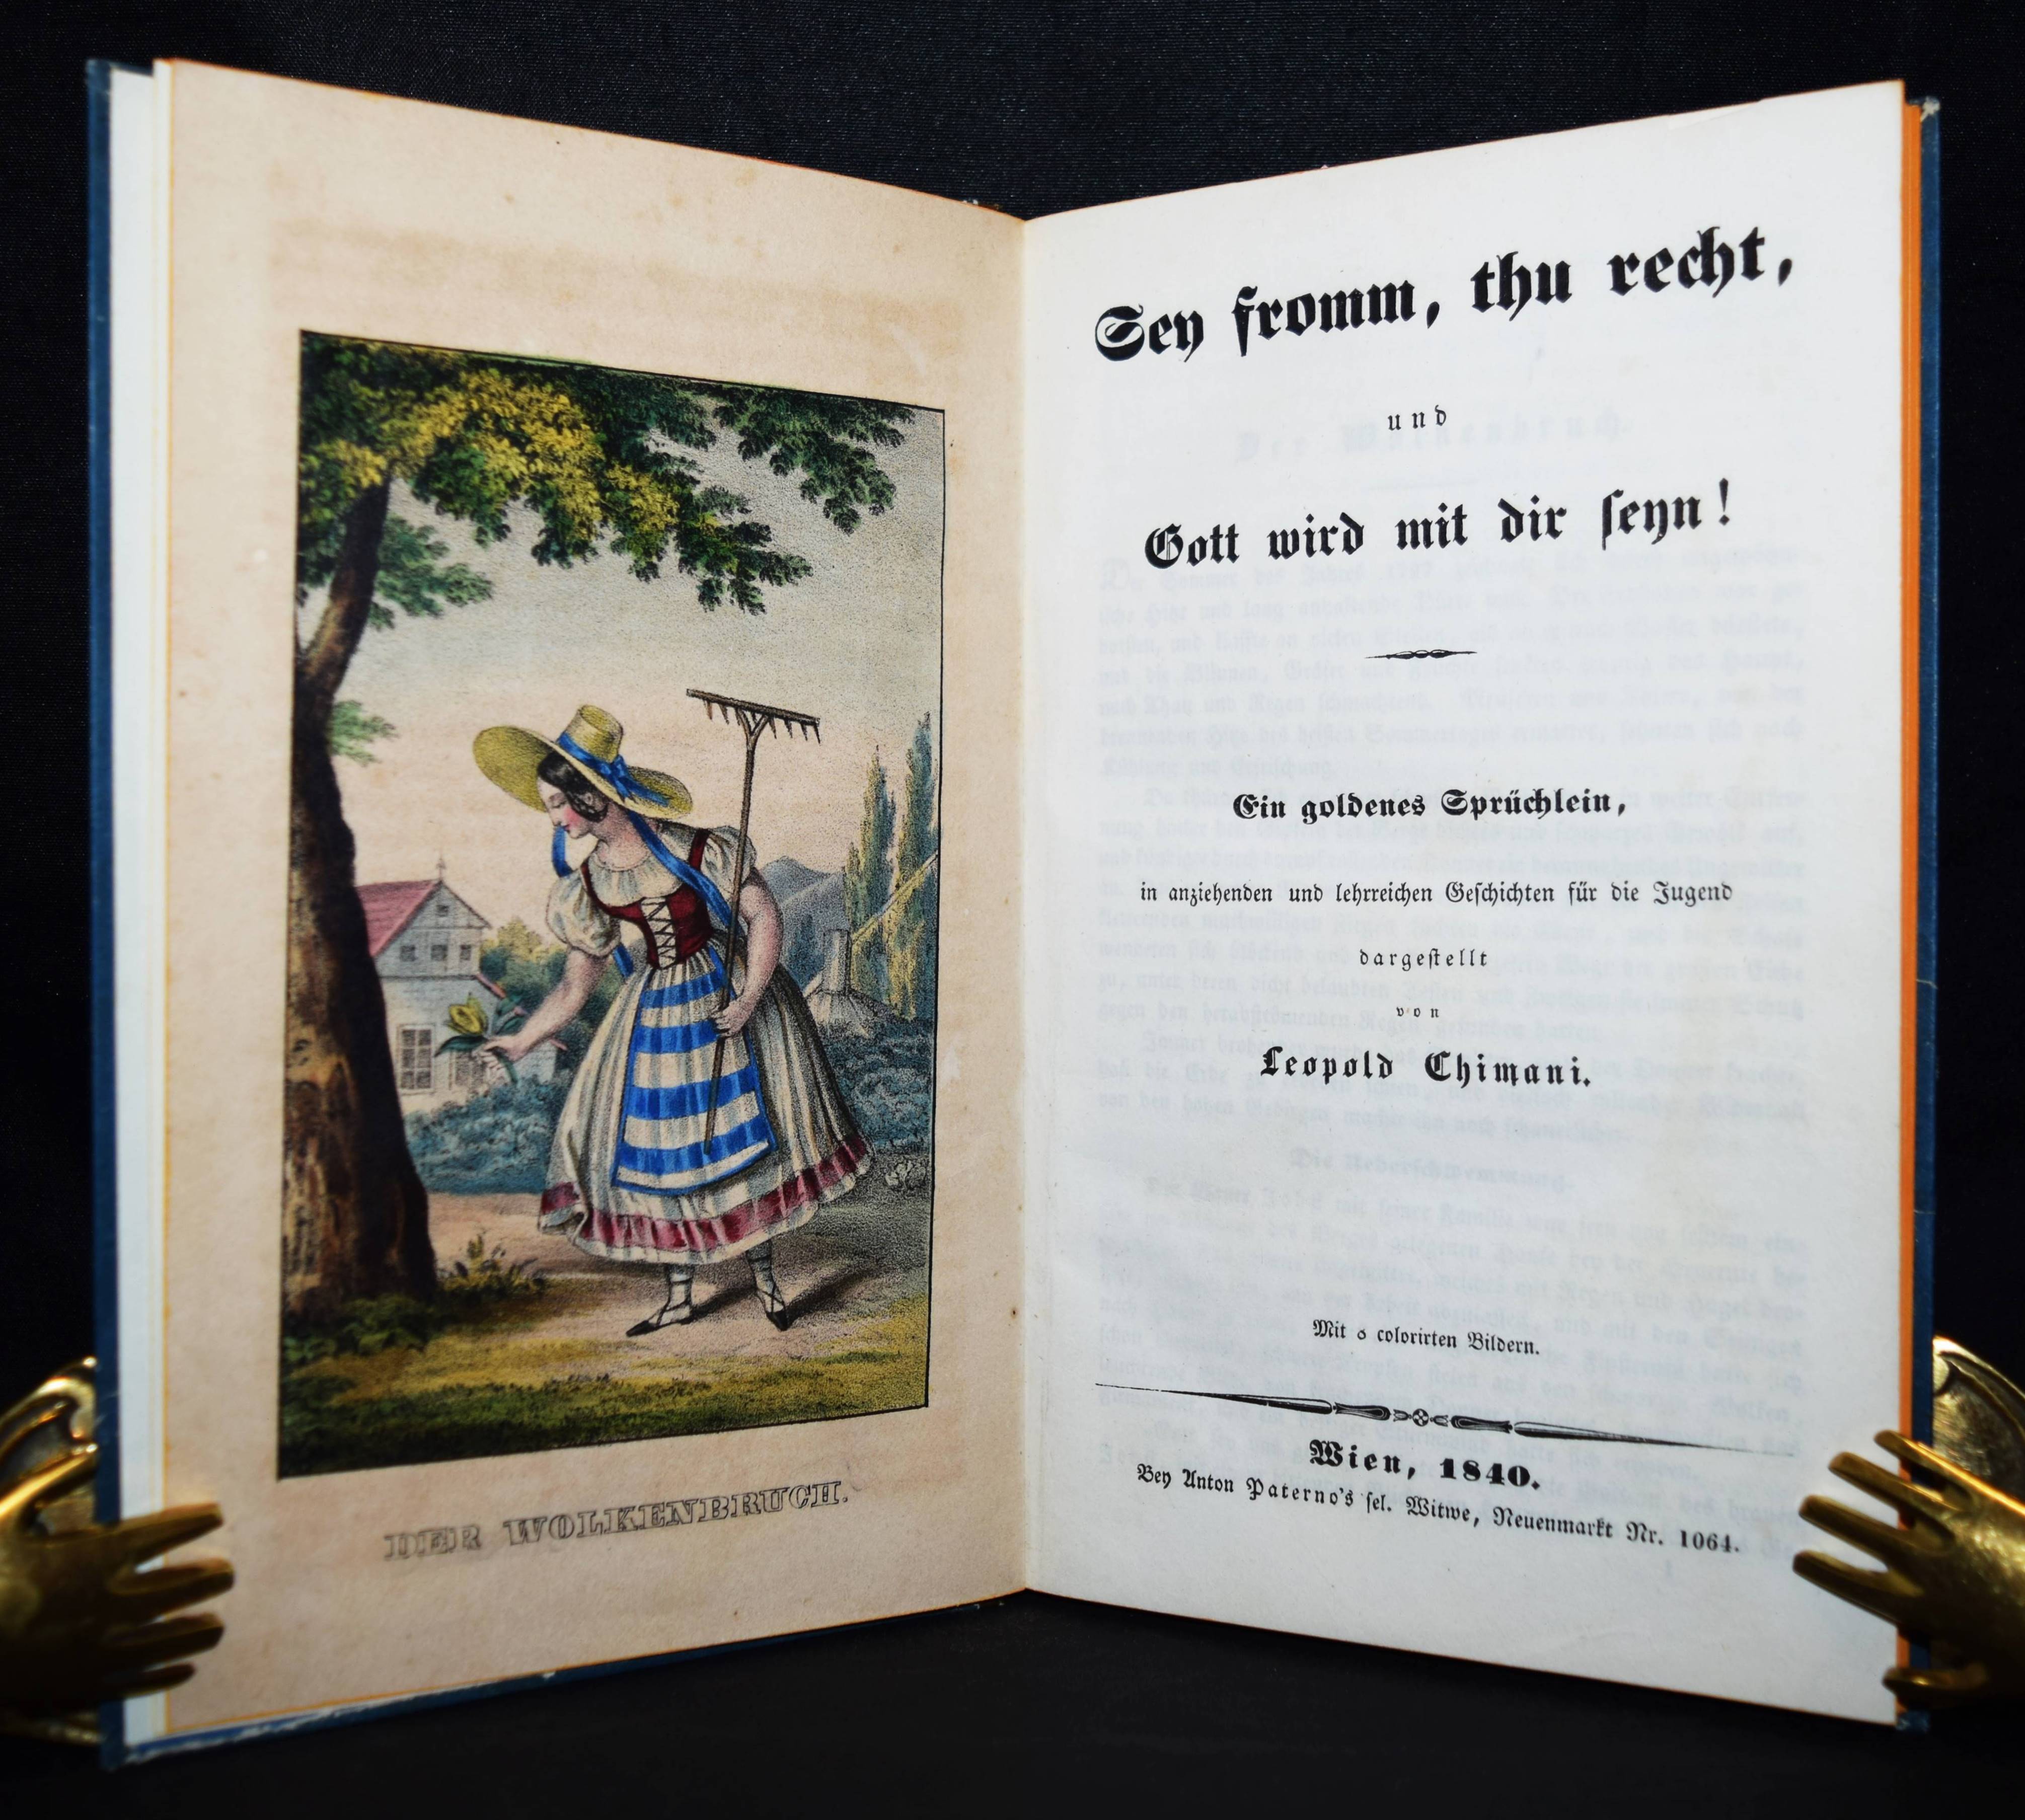 DER WOLKENBRUCH.
Sey fromm, thu recht,
und
Gott wird mit dir seyn!
Ein goldenes Sprüchlein,
in anziehenden und lehrreichen Geschichten für die Jugend
dargestellt
von
Leopold Chimani.
Mit 6 colorirten Bildern.
Wien, 1840.
Bey Anton Paterno's sel. Witwe, Neuenmarkt Nr. 1064.